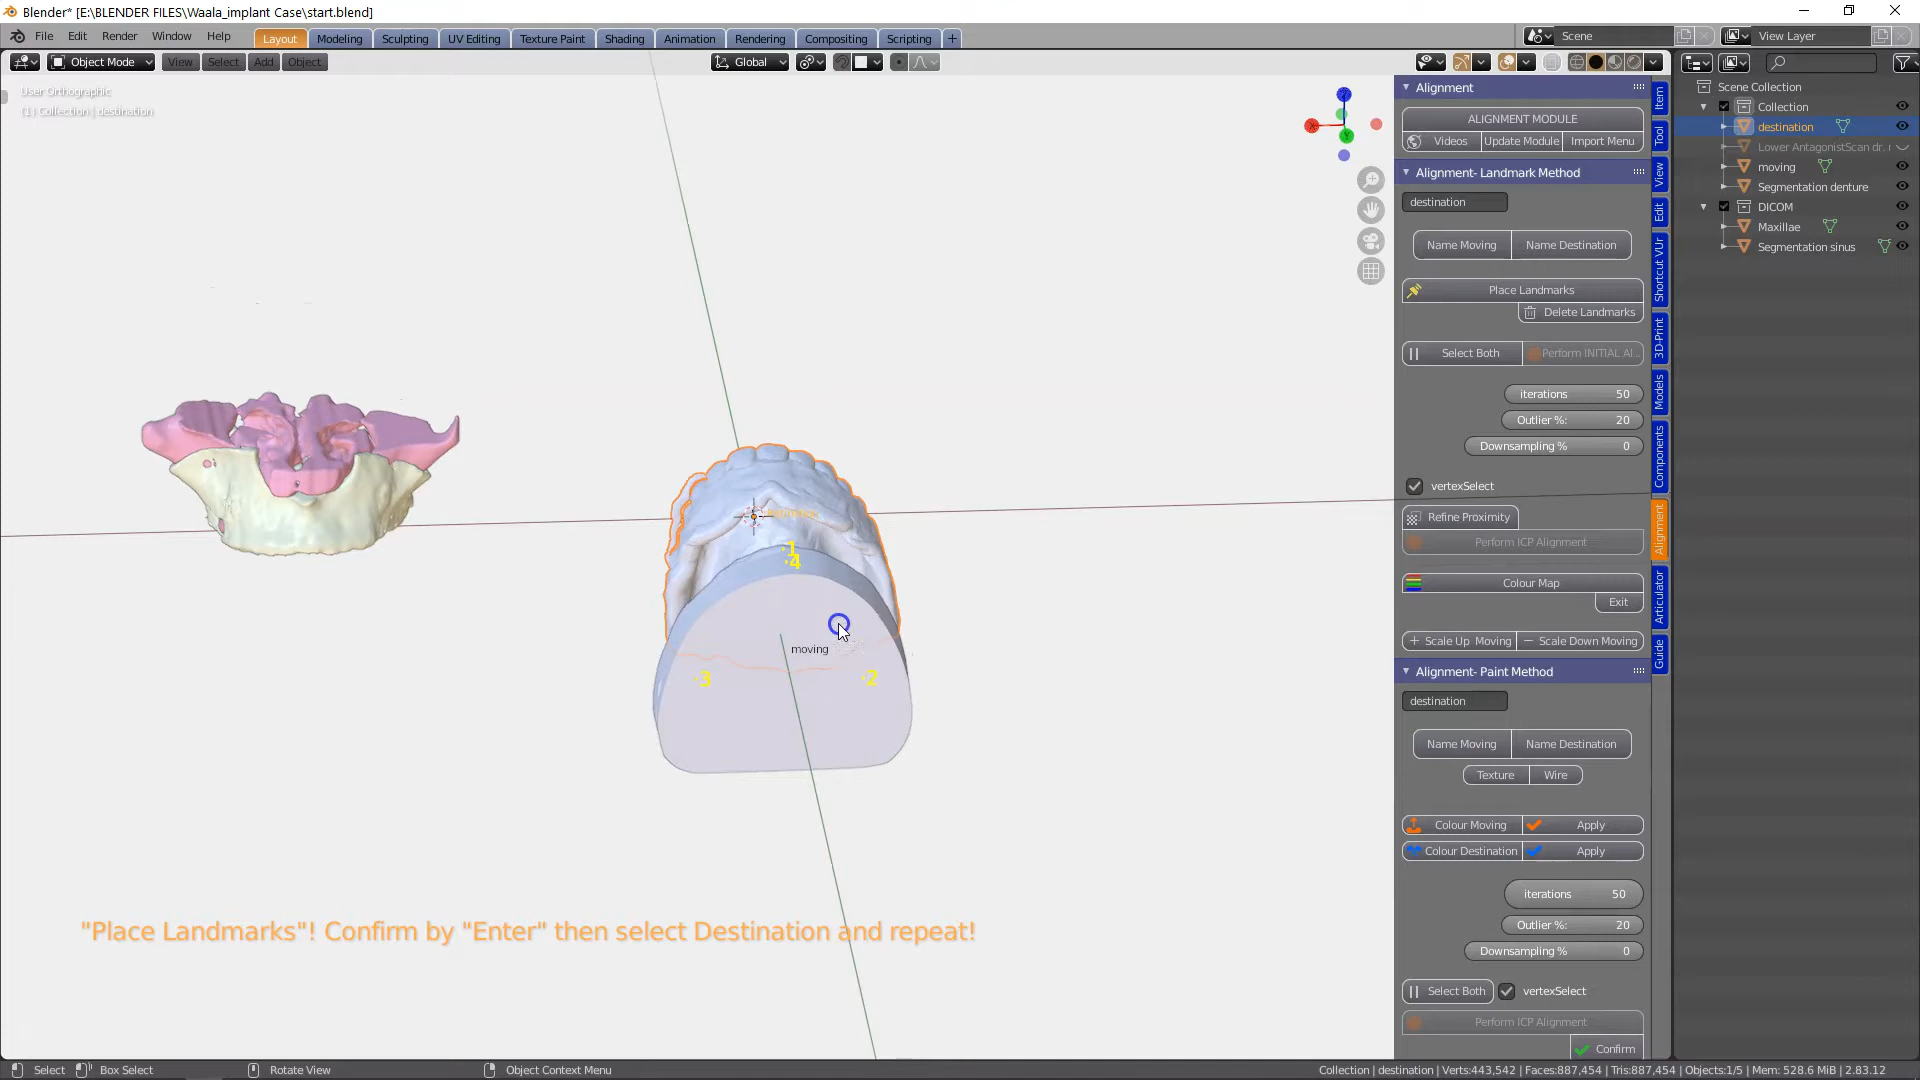 Blender* [E:\BLENDER FILES\Waala_implant Case\start.blend]
File Edit Render Window Help Layout Modeling Sculpting UV Editing Texture Paint Shading Animation Rendering Compositing Scripting + Scene View Layer
Object Mode View Select Add Object Global
User Orthographic
(1) Collection | destination
Alignment
ALIGNMENT MODULE
Videos Update Module Import Menu
Alignment- Landmark Method
destination
Name Moving Name Destination
Place Landmarks
Delete Landmarks
Select Both Perform INITIAL Al...
iterations 50
Outlier %: 20
Downsampling % 0
vertexSelect
Refine Proximity
Perform ICP Alignment
Colour Map
Exit
Scale Up Moving Scale Down Moving
Alignment- Paint Method
destination
Name Moving Name Destination
Texture Wire
Colour Moving Apply
Colour Destination Apply
iterations 50
Outlier %: 20
Downsampling % 0
Select Both vertexSelect
Perform ICP Alignment
Confirm
Item
Tool
View
Edit
Shortcut VUr
3D-Print
Models
Components
Alignment
Articulator
Guide
Scene Collection
Collection
destination
Lower AntagonistScan dr.
moving
Segmentation denture
DICOM
Maxillae
Segmentation sinus
1
4
moving
3
2
"Place Landmarks"! Confirm by "Enter" then select Destination and repeat!
Select Box Select Rotate View Object Context Menu Collection | destination | Verts:443,542 | Faces:887,454 | Tris:887,454 | Objects:1/5 | Mem: 528.6 MiB | 2.83.12